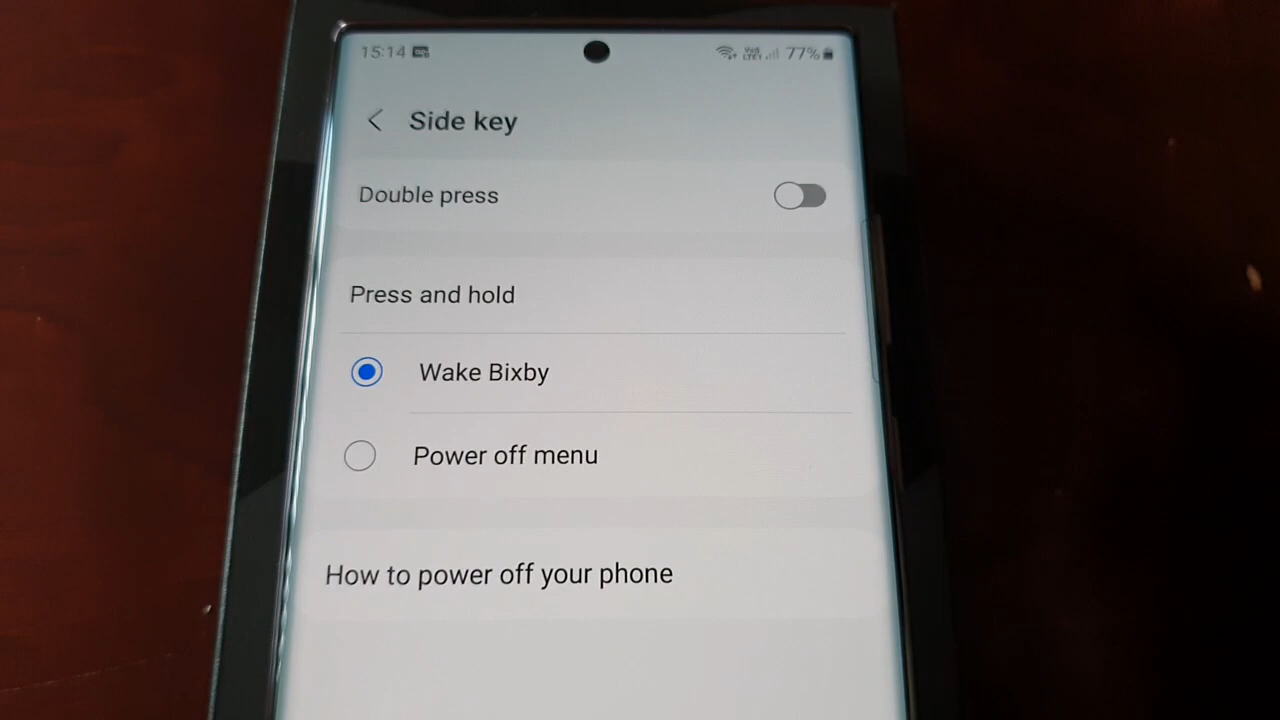 15:14
77%
Side key
Double press
Press and hold
Wake Bixby
Power off menu
How to power off your phone